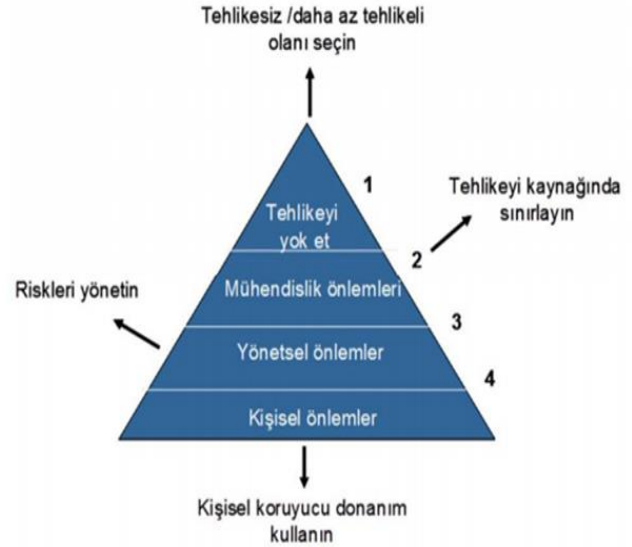 Tehlikesiz /daha az tehlikeli
olanı seçin
1
Tehlikeyi
yok et
Tehlikeyi kaynağında
sınırlayın
2
Mühendislik önlemleri
Riskleri yönetin
3
Yönetsel önlemler
4
Kişisel önlemler
Kişisel koruyucu donanım
kullanın